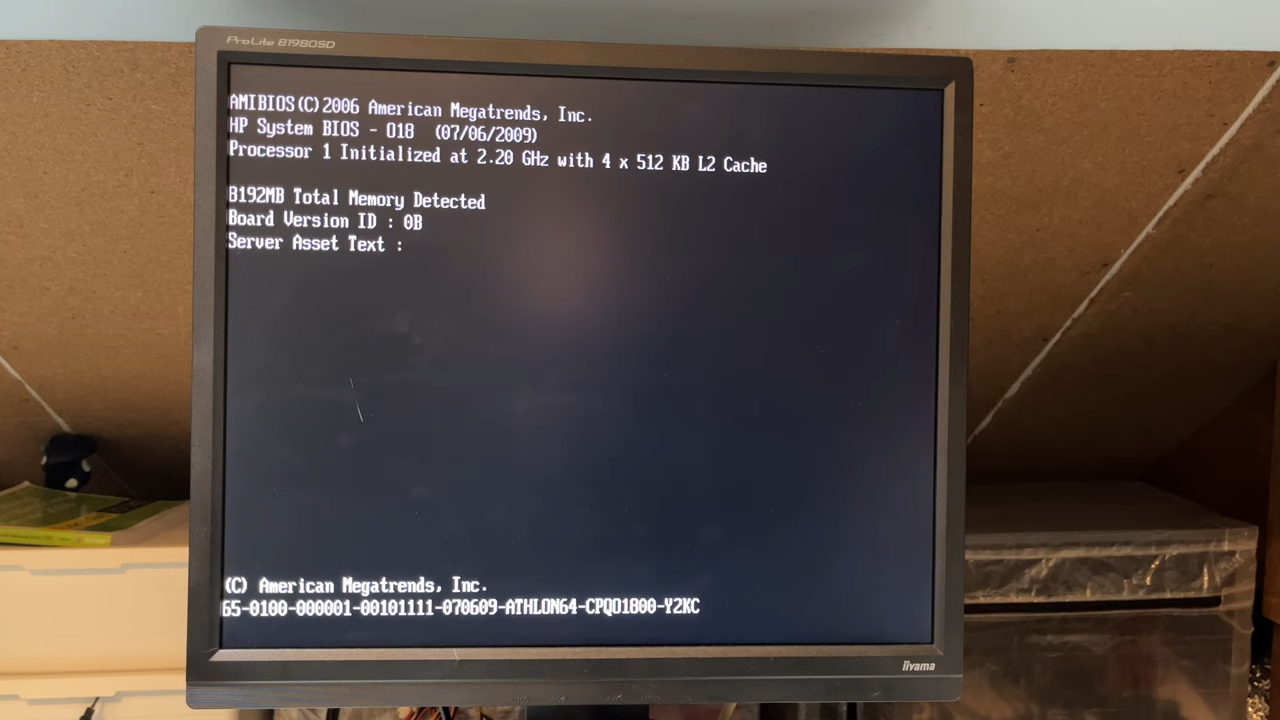 ProLite B1980SD
AMIBIOS(C)2006 American Megatrends, Inc.
HP System BIOS - O18 (07/06/2009)
Processor 1 Initialized at 2.20 GHz with 4 x 512 KB L2 Cache
8192MB Total Memory Detected
Board Version ID : 0B
Server Asset Text :
(C) American Megatrends, Inc.
65-0100-000001-00101111-070609-ATHLON64-CPQO1800-Y2KC
iiyama